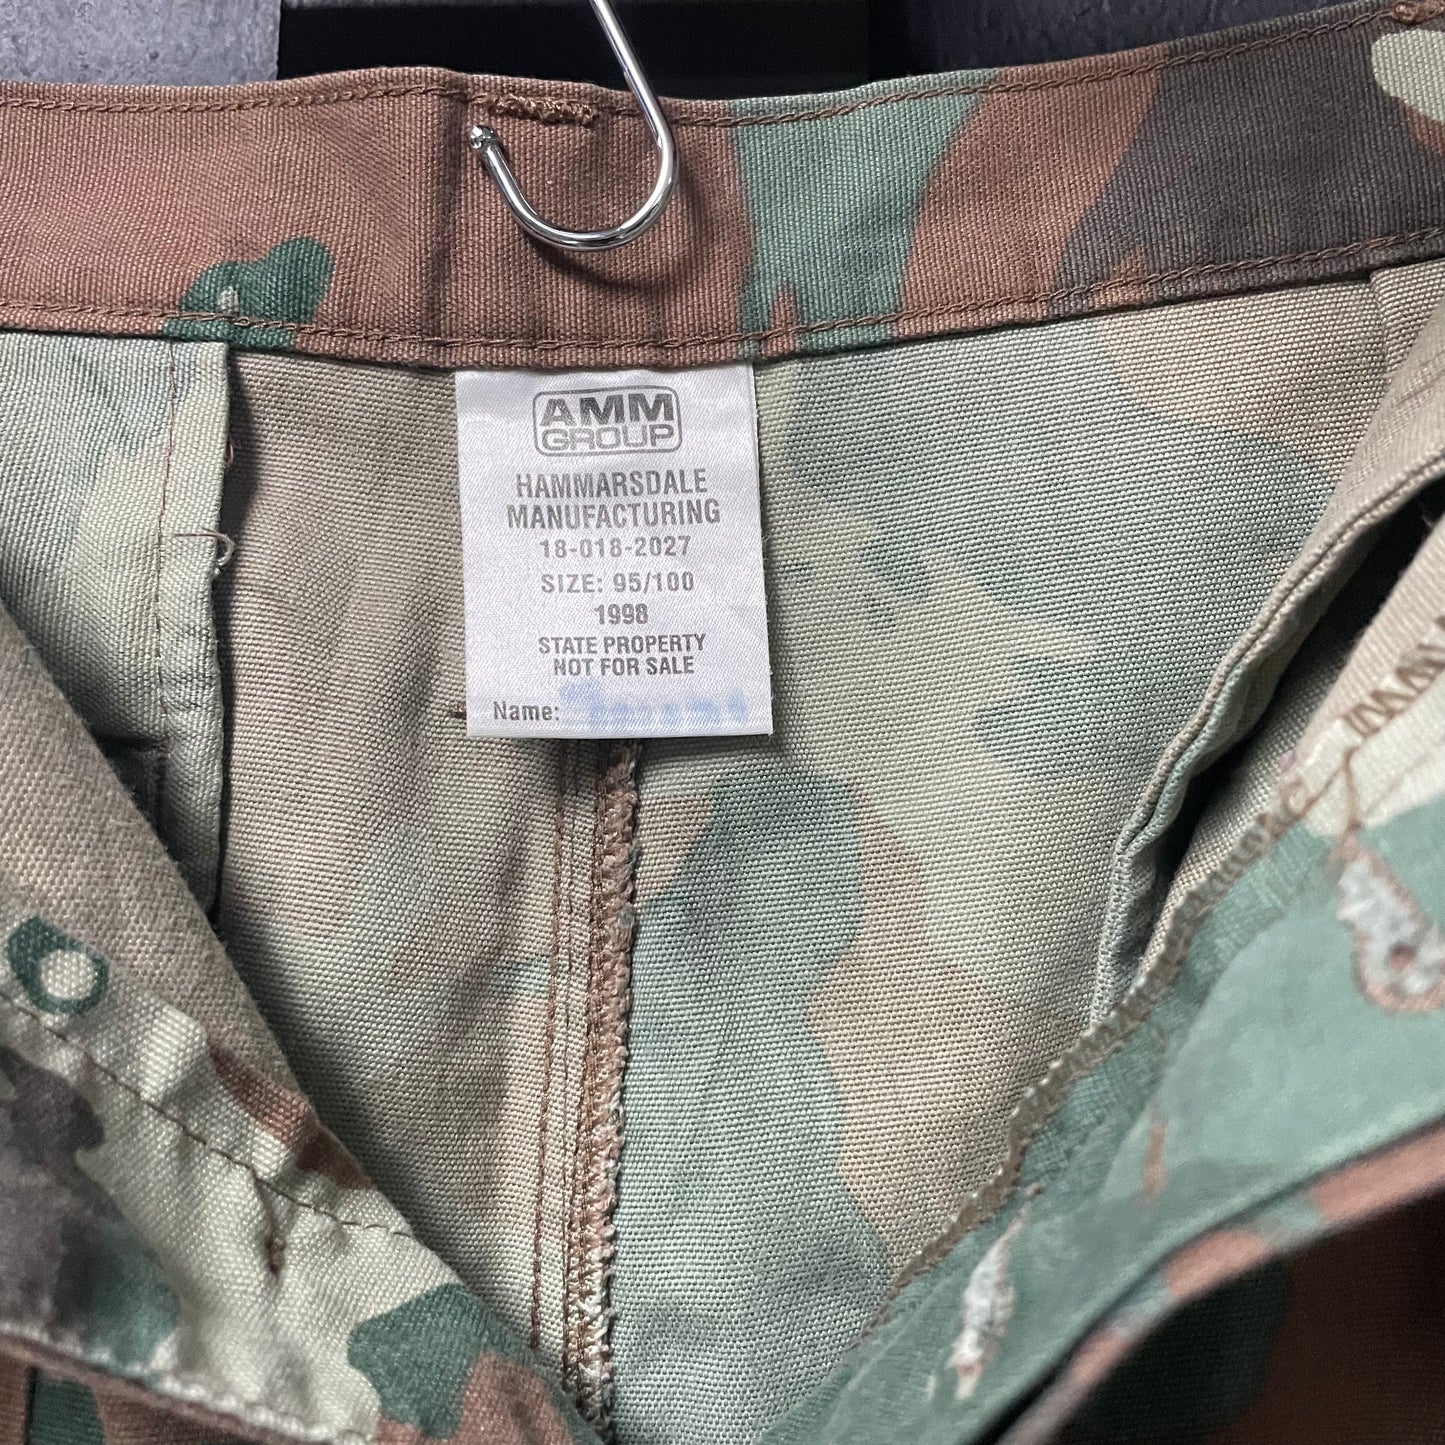 AMM
GROUP
HAMMARSDALE
MANUFACTURING
18-018-2027
SIZE: 95/100
1998
STATE PROPERTY
NOT FOR SALE
Name: